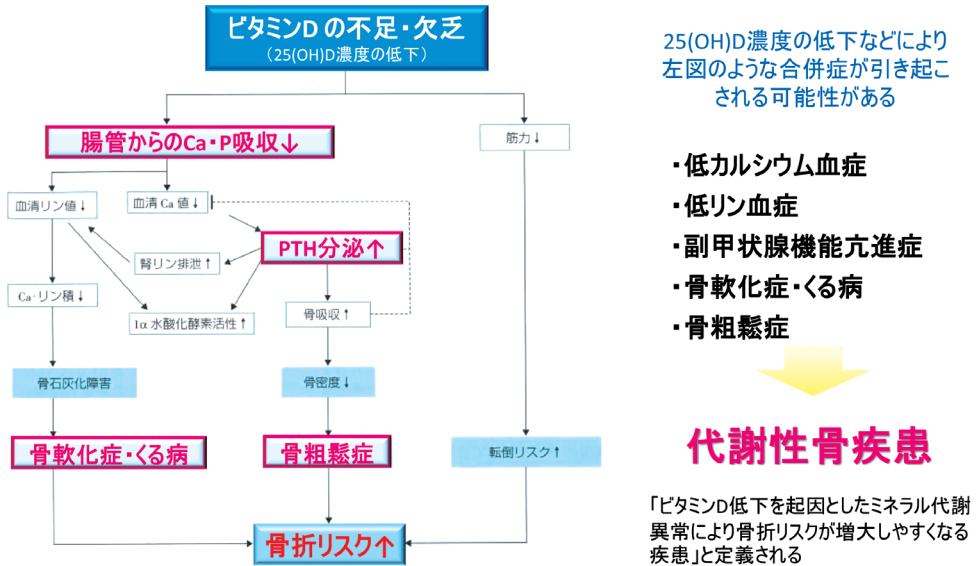 ビタミンD の不足・欠乏
（25(OH)D濃度の低下）
腸管からのCa・P吸収↓
筋力↓
血清リン値↓
血清 Ca 値↓
PTH分泌↑
腎リン排泄↑
Ca・リン積↓
1α 水酸化酵素活性↑
骨吸収↑
骨石灰化障害
骨密度↓
骨軟化症・くる病
骨粗鬆症
転倒リスク↑
骨折リスク↑
25(OH)D濃度の低下などにより
左図のような合併症が引き起こ
される可能性がある
・低カルシウム血症
・低リン血症
・副甲状腺機能亢進症
・骨軟化症・くる病
・骨粗鬆症
代謝性骨疾患
「ビタミンD低下を起因としたミネラル代謝
異常により骨折リスクが増大しやすくなる
疾患」と定義される